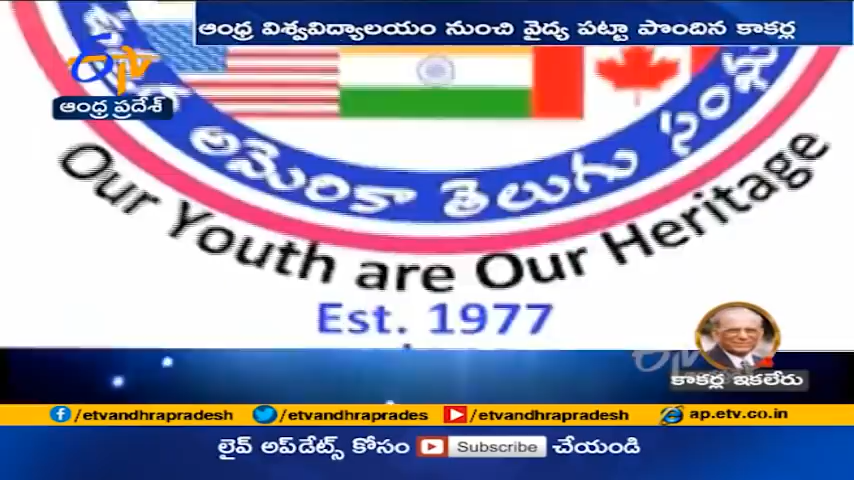 ఆంధ్ర విశ్వవిద్యాలయం నుంచి వైద్య పట్టా పొందిన కాకర్ల
ETV
ఆంధ్ర ప్రదేశ్
అమెరికా తెలుగు సంఘం
Our Youth are Our Heritage
Est. 1977
కాకర్ల ఇకలేరు
/etvandhrapradesh
/etvandhraprades
/etvandhrapradesh
ap.etv.co.in
లైవ్ అప్‌డేట్స్ కోసం Subscribe చేయండి